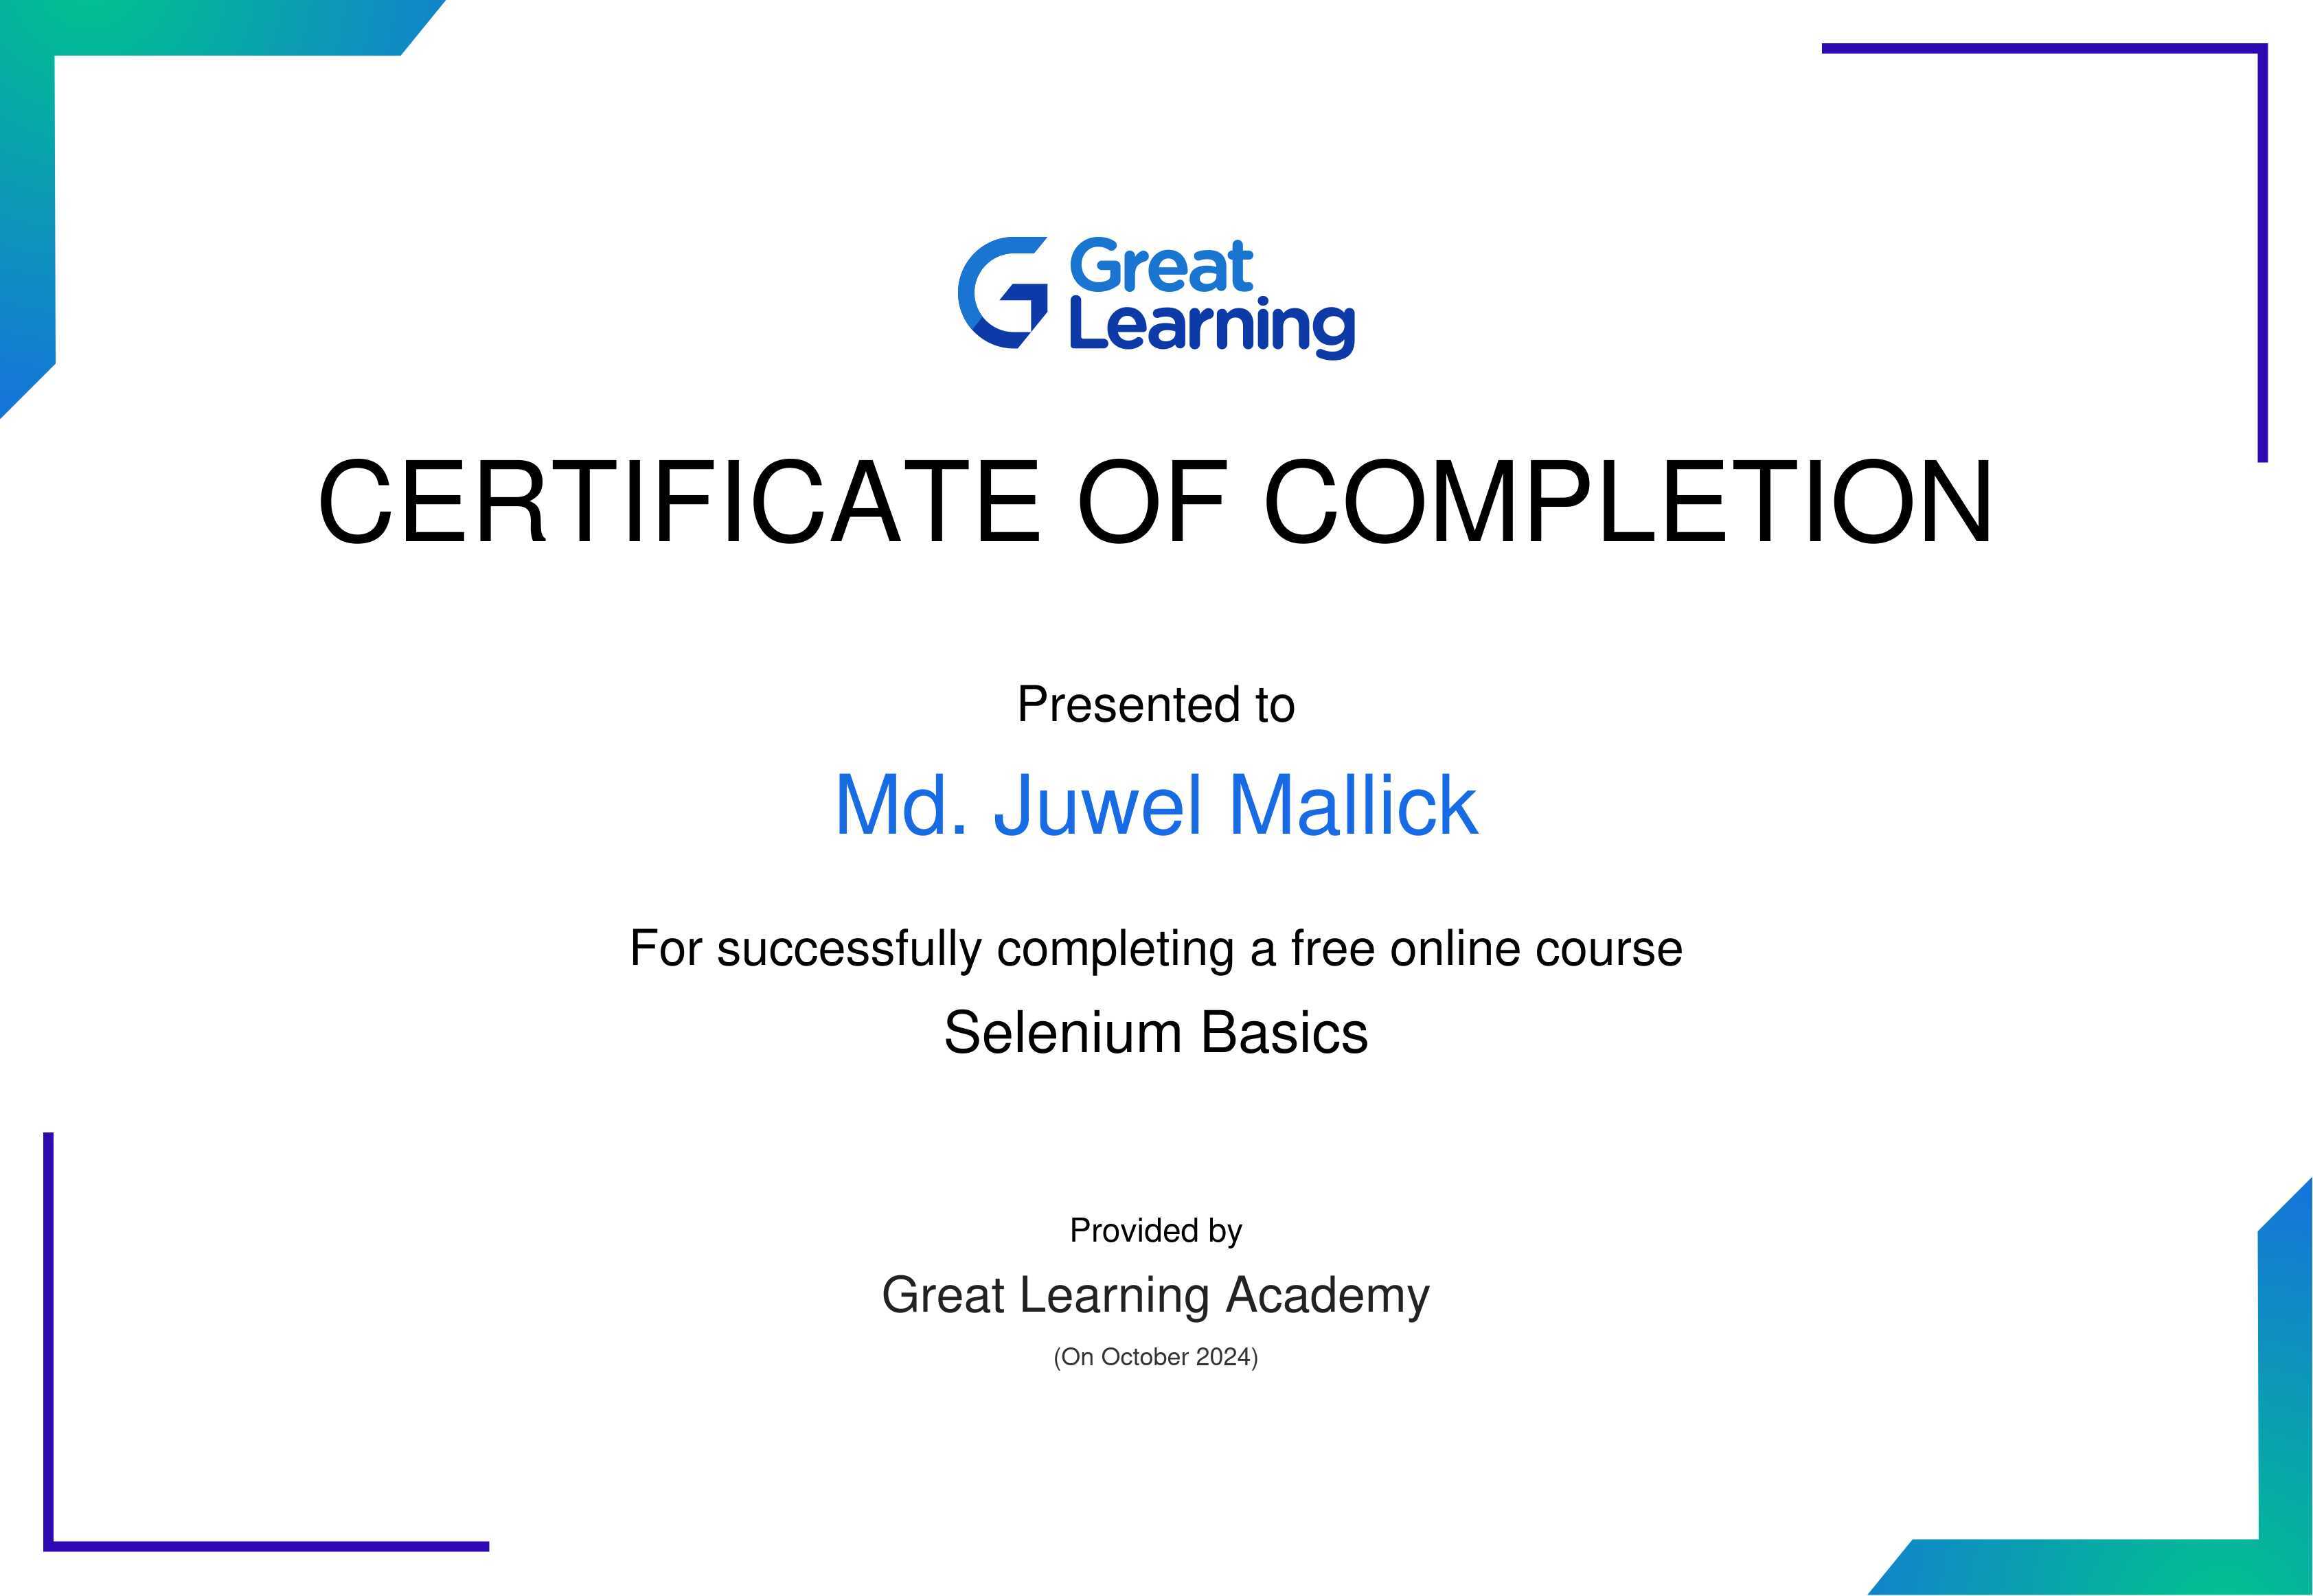 Great
Learning
CERTIFICATE OF COMPLETION
Presented to
Md. Juwel Mallick
For successfully completing a free online course
Selenium Basics
Provided by
Great Learning Academy
(On October 2024)